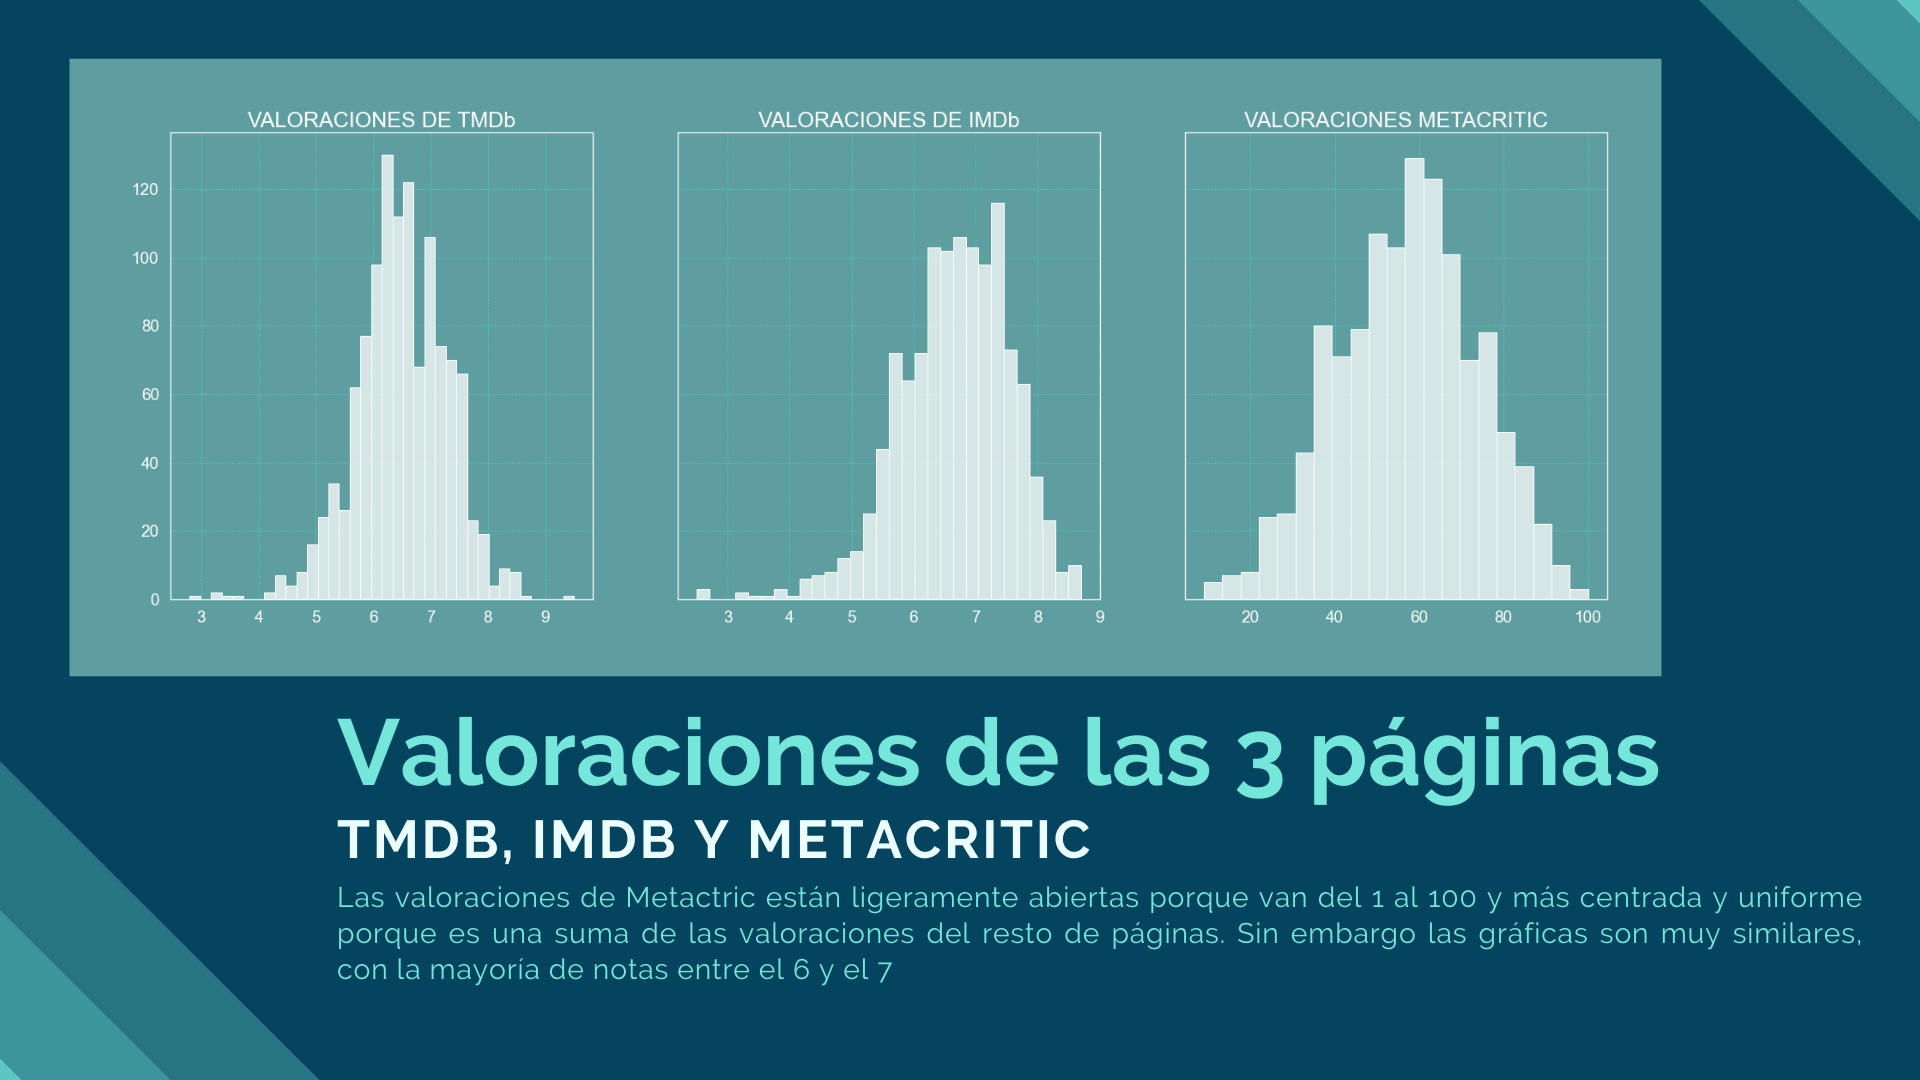 VALORACIONES DE TMDb
VALORACIONES DE IMDb
VALORACIONES METACRITIC
120
100
80
60
40
20
0
3 4 5 6 7 8 9
3 4 5 6 7 8 9
20 40 60 80 100
Valoraciones de las 3 páginas
TMDB, IMDB Y METACRITIC
Las valoraciones de Metactric están ligeramente abiertas porque van del 1 al 100 y más centrada y uniforme
porque es una suma de las valoraciones del resto de páginas. Sin embargo las gráficas son muy similares,
con la mayoría de notas entre el 6 y el 7